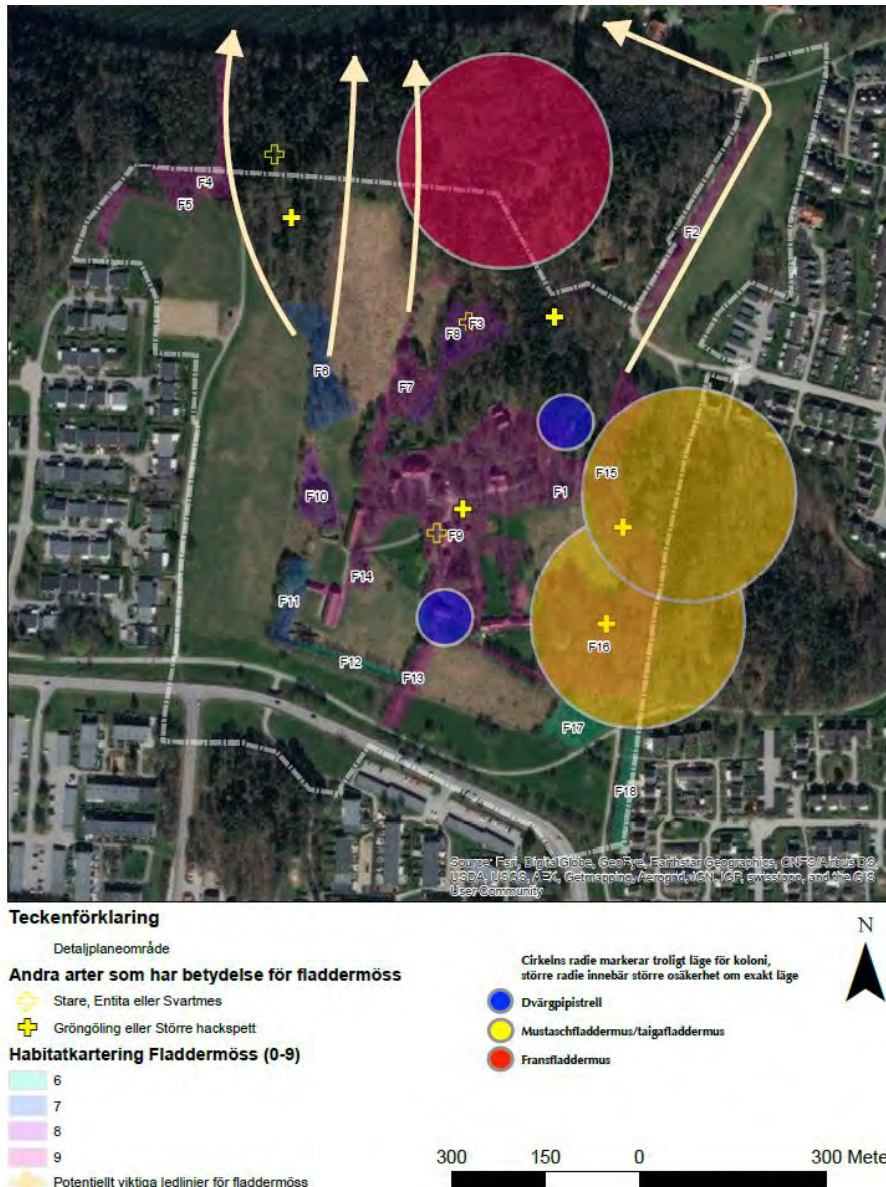 F4
F5
F2
F3
F8
F6
F7
F10
F1
F15
F9
F14
F11
F16
F12
F13
F17
F18
Source: Esri, DigitalGlobe, GeoEye, Earthstar Geographics, CNES/Airbus DS,
USDA, USGS, AEX, Getmapping, Aerogrid, IGN, IGP, swisstopo, and the GIS
User Community
Teckenförklaring
Detaljplaneområde
Andra arter som har betydelse för fladdermöss
Stare, Entita eller Svartmes
Gröngöling eller Större hackspett
Habitatkartering Fladdermöss (0-9)
6
7
8
9
Potentiellt viktiga ledlinjer för fladdermöss
Cirkelns radie markerar troligt läge för koloni,
större radie innebär större osäkerhet om exakt läge
Dvärgpipistrell
Mustaschfladdermus/taigafladdermus
Fransfladdermus
N
300 150 0 300 Mete